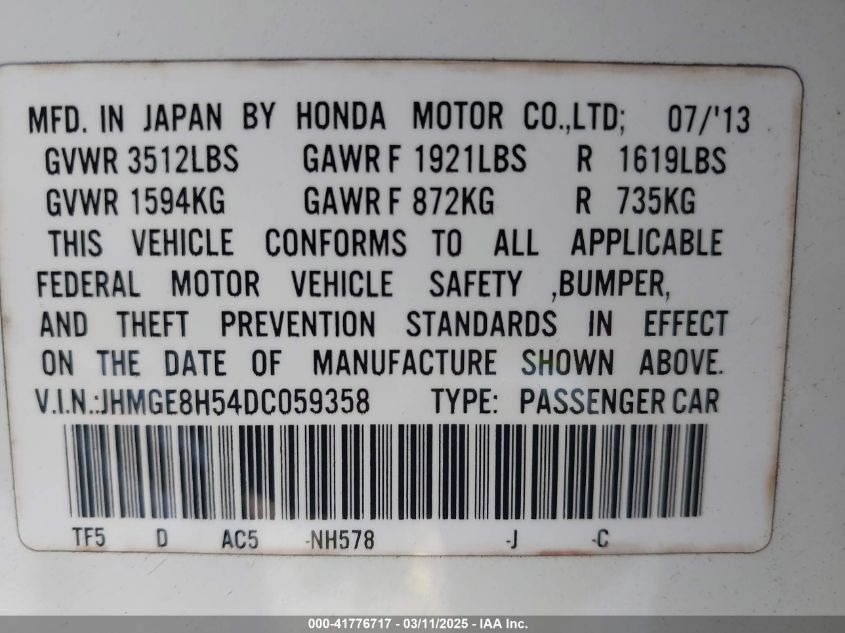 MFD. IN JAPAN BY HONDA MOTOR CO.,LTD; 07/'13
GVWR 3512LBS GAWR F 1921LBS R 1619LBS
GVWR 1594KG GAWR F 872KG R 735KG
THIS VEHICLE CONFORMS TO ALL APPLICABLE
FEDERAL MOTOR VEHICLE SAFETY ,BUMPER,
AND THEFT PREVENTION STANDARDS IN EFFECT
ON THE DATE OF MANUFACTURE SHOWN ABOVE.
V.I.N.:JHMGE8H54DC059358 TYPE: PASSENGER CAR
TF5 D AC5 -NH578 -J -C
000-41776717 - 03/11/2025 - IAA Inc.